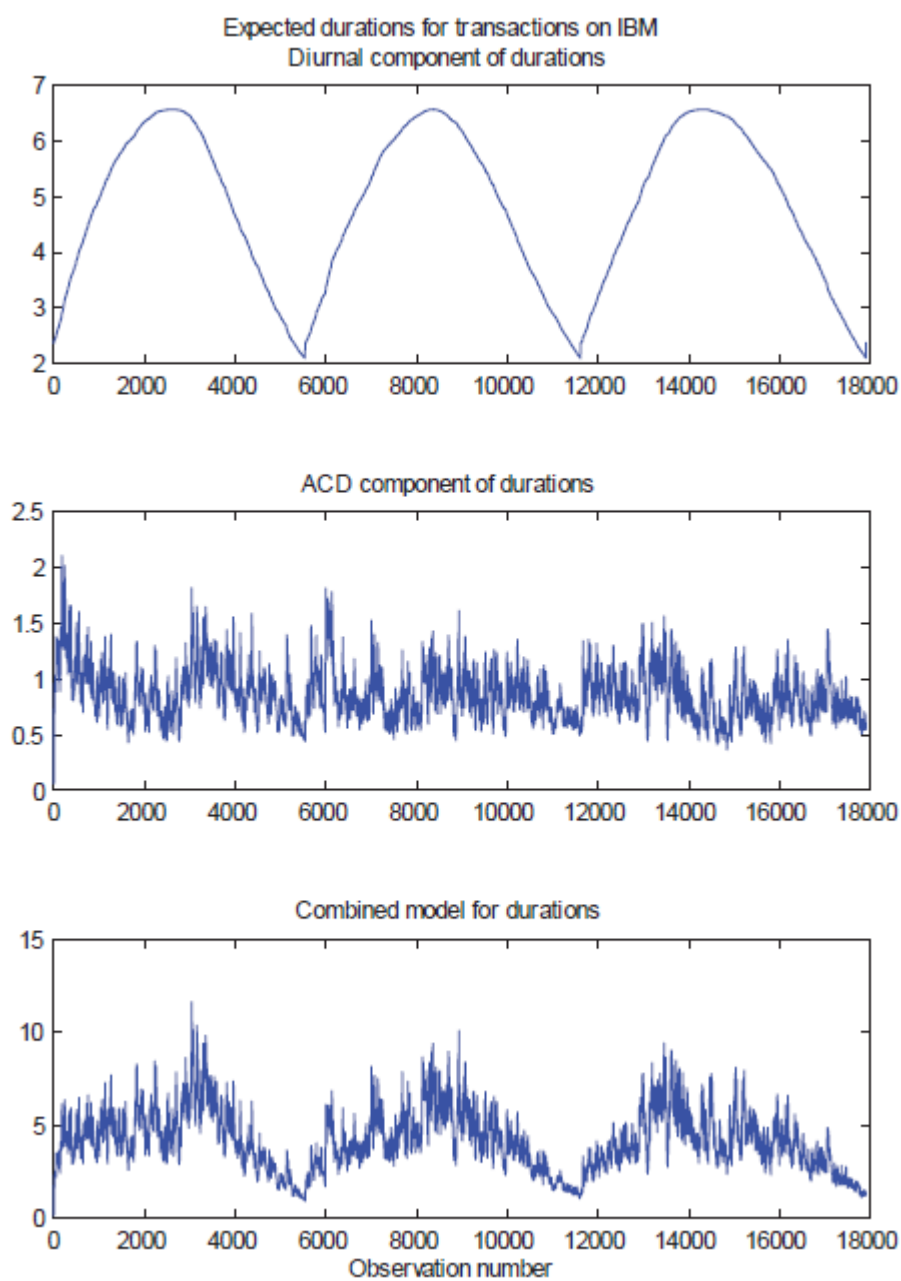 Expected durations for transactions on IBM
Diurnal component of durations
7
6
5
4
3
2
0 2000 4000 6000 8000 10000 12000 14000 16000 18000
ACD component of durations
2.5
2
1.5
1
0.5
0
0 2000 4000 6000 8000 10000 12000 14000 16000 18000
Combined model for durations
15
10
5
0
0 2000 4000 6000 8000 10000 12000 14000 16000 18000
Observation number